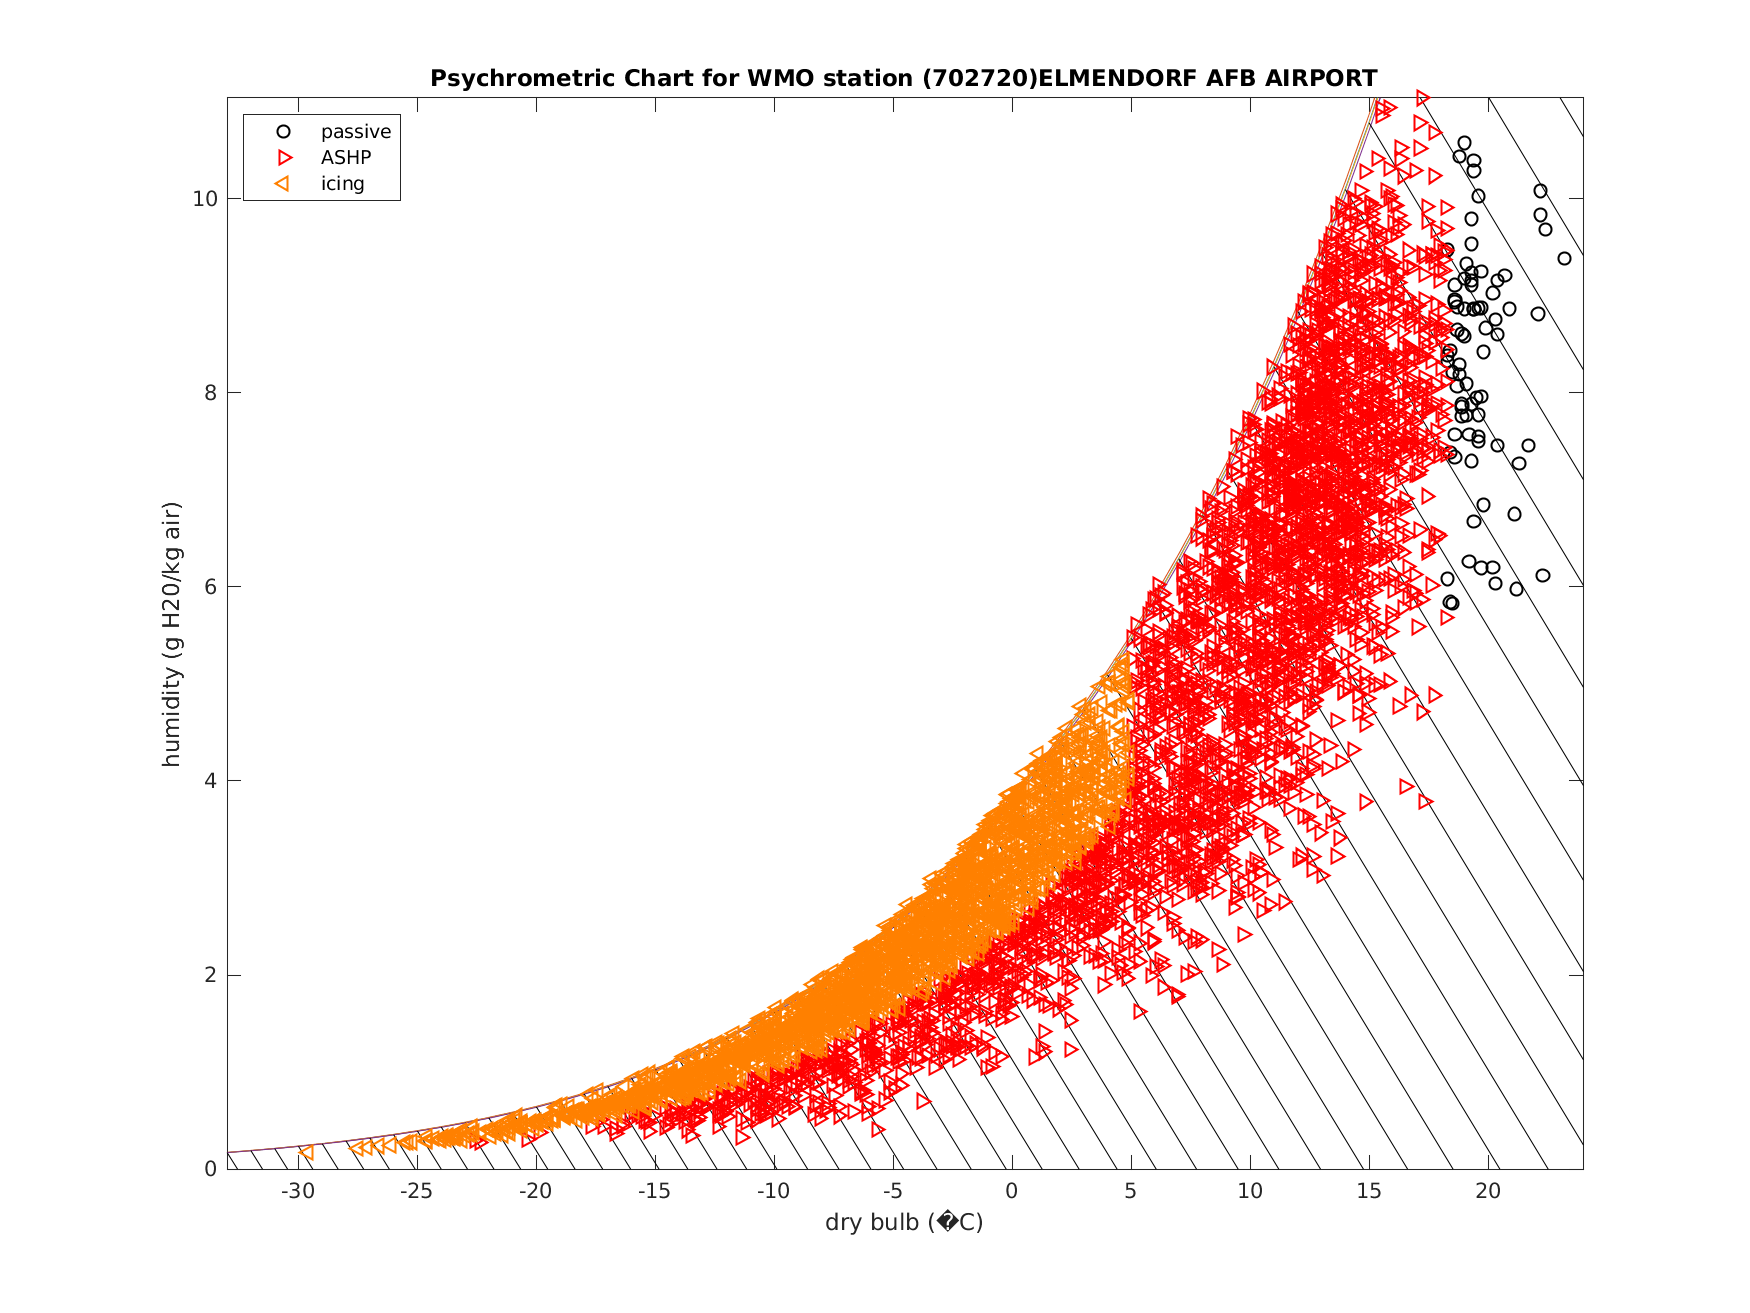 Psychrometric Chart for WMO station (702720)ELMENDORF AFB AIRPORT
passive
ASHP
icing
humidity (g H20/kg air)
10
8
6
4
2
0
-30 -25 -20 -15 -10 -5 0 5 10 15 20
dry bulb (�C)